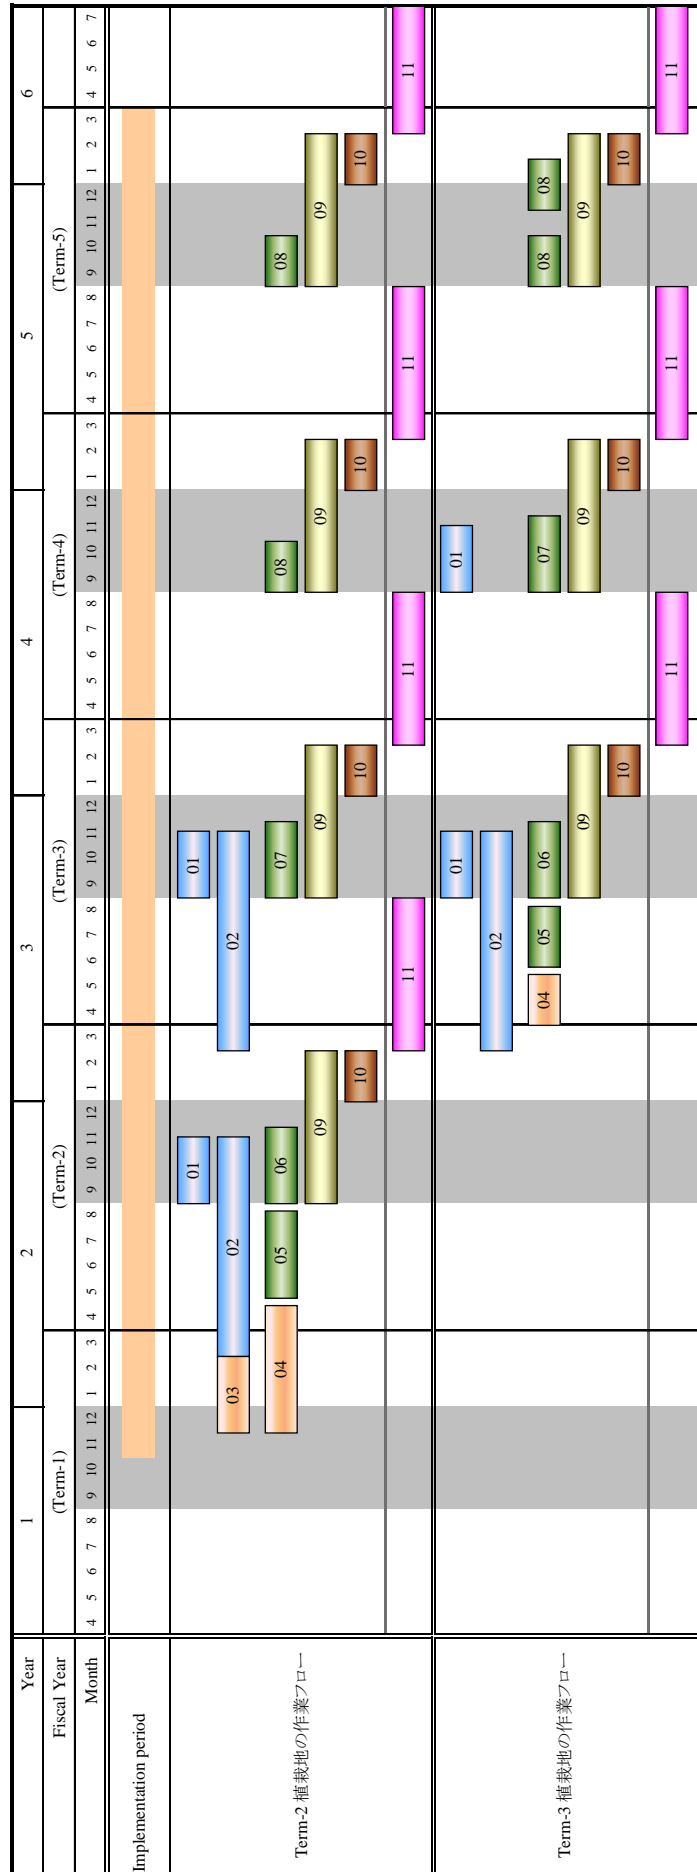 Year 1 2 3 4 5 6
Fiscal Year (Term-1) (Term-2) (Term-3) (Term-4) (Term-5)
Month 4 5 6 7 8 9 10 11 12 1 2 3 4 5 6 7 8 9 10 11 12 1 2 3 4 5 6 7 8 9 10 11 12 1 2 3 4 5 6 7 8 9 10 11 12 1 2 3 4 5 6 7 8 9 10 11 12 1 2 3 4 5 6 7
Implementation period
Term-2 植栽地の作業フロー
01 01
03 02 02
04 05 06 07 08 08
09 09 09 09
10 10 10 10
11 11 11 11
Term-3 植栽地の作業フロー
01 01
02
04 05 06 07 08 08
09 09 09
10 10 10
11 11 11